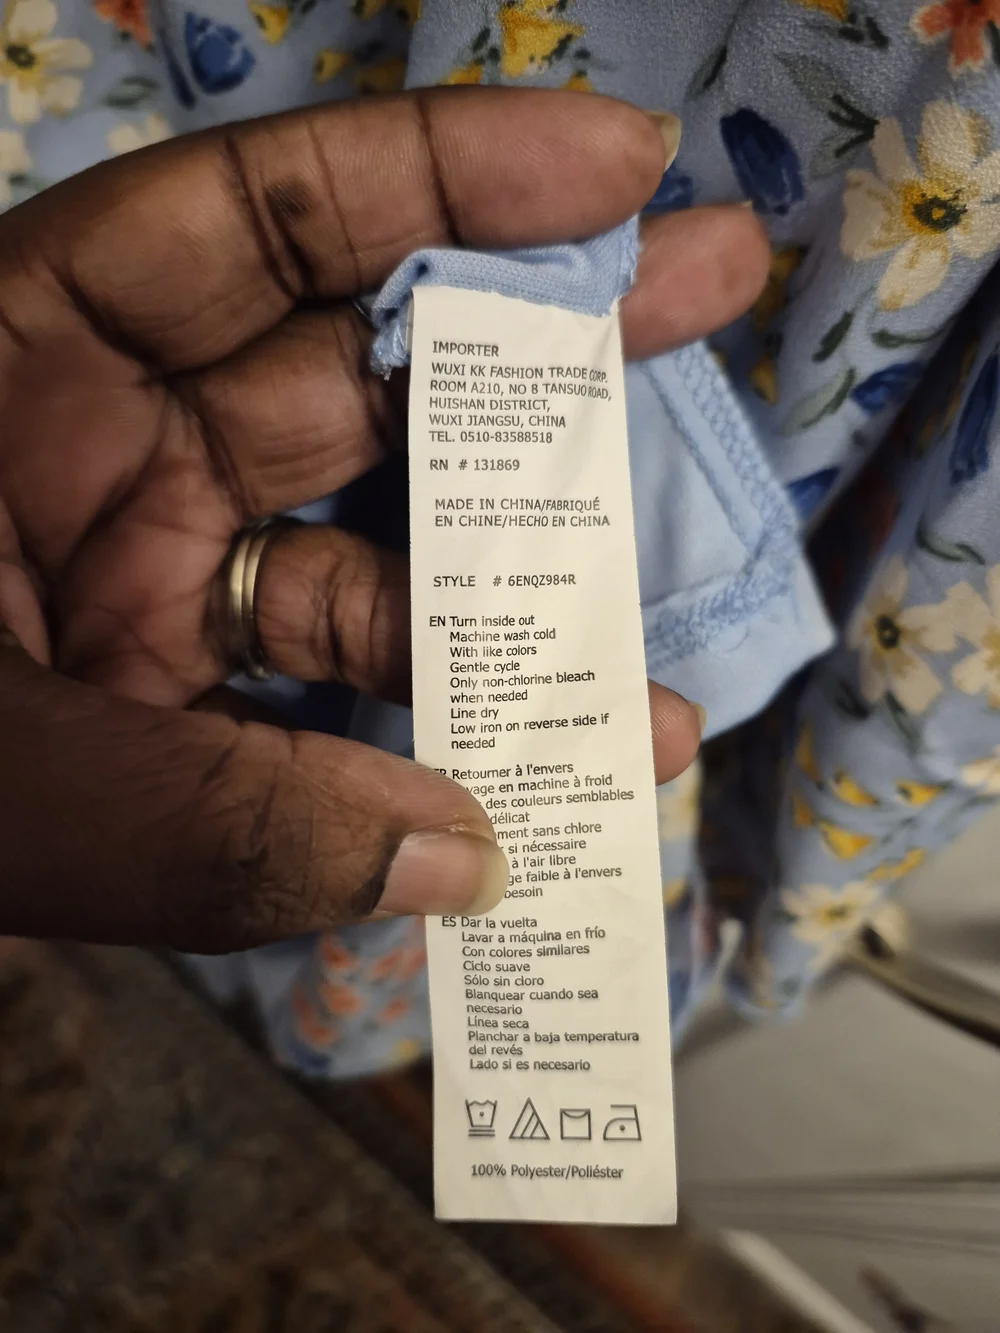 IMPORTER
WUXI KK FASHION TRADE CORP.
ROOM A210, NO 8 TANSUO ROAD,
HUISHAN DISTRICT,
WUXI JIANGSU, CHINA
TEL. 0510-83588518
RN # 131869
MADE IN CHINA/FABRIQUÉ
EN CHINE/HECHO EN CHINA
STYLE # 6ENQZ984R
EN Turn inside out
Machine wash cold
With like colors
Gentle cycle
Only non-chlorine bleach
when needed
Line dry
Low iron on reverse side if
needed
Retourner à l'envers
en machine à froid
des couleurs semblables
délicat
sans chlore
si nécessaire
à l'air libre
faible à l'envers
besoin
ES Dar la vuelta
Lavar a máquina en frío
Con colores similares
Ciclo suave
Sólo sin cloro
Blanquear cuando sea
necesario
Línea seca
Planchar a baja temperatura
del revés
Lado si es necesario
100% Polyester/Poliéster